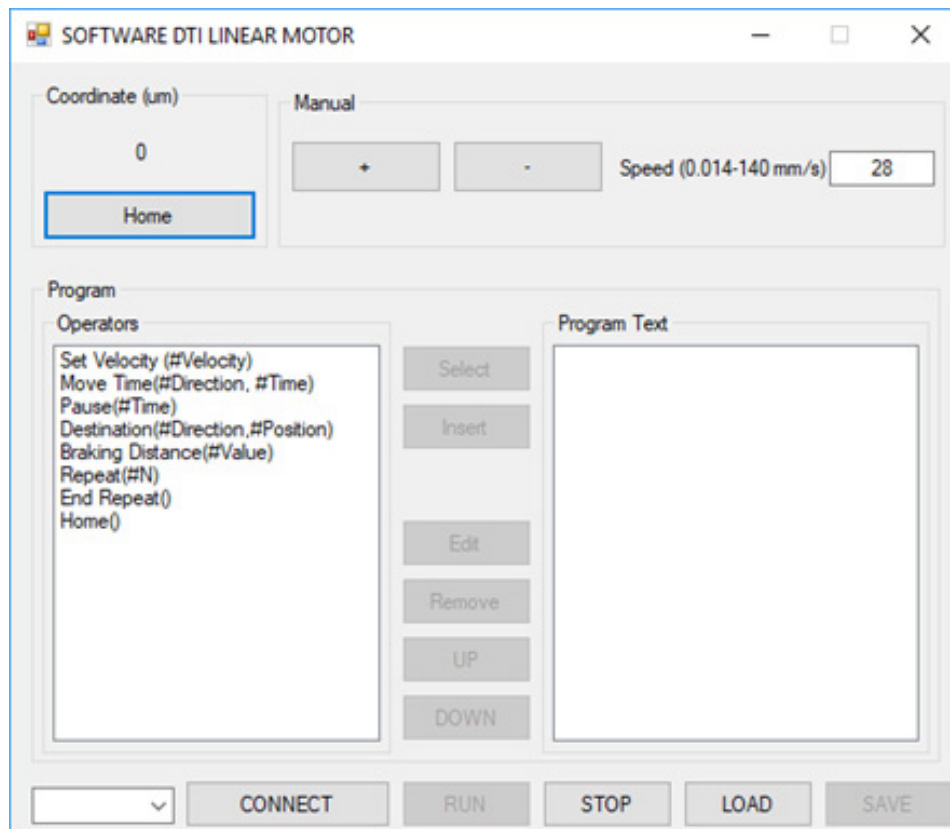 SOFTWARE DTI LINEAR MOTOR
Coordinate (um)
0
Home
Manual
+
-
Speed (0.014-140 mm/s)
28
Program
Operators
Set Velocity (#Velocity)
Move Time(#Direction, #Time)
Pause(#Time)
Destination(#Direction,#Position)
Braking Distance(#Value)
Repeat(#N)
End Repeat()
Home()
Select
Insert
Edit
Remove
UP
DOWN
Program Text
CONNECT
RUN
STOP
LOAD
SAVE